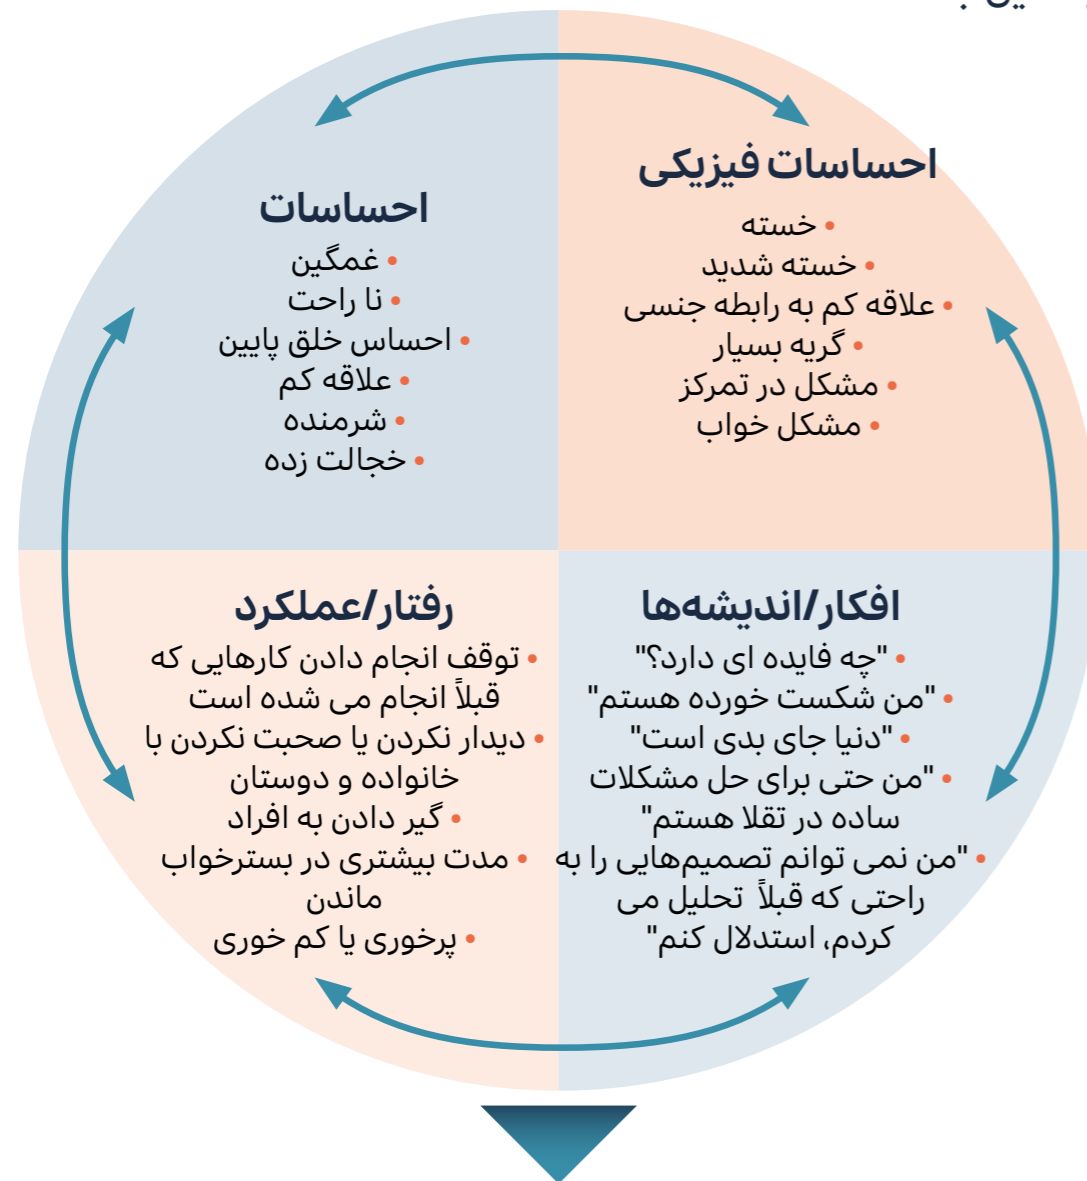 احساسات فیزیکی
• خسته
• خسته شدید
• علاقه کم به رابطه جنسی
• گریه بسیار
• مشکل در تمرکز
• مشکل خواب
احساسات
• غمگین
• نا راحت
• احساس خلق پایین
• علاقه کم
• شرمنده
• خجالت زده
افکار/اندیشه‌ها
• "چه فایده ای دارد؟"
• "من شکست خورده هستم"
• "دنیا جای بدی است"
• "من حتی برای حل مشکلات
ساده در تقلا هستم"
• "من نمی توانم تصمیم‌هایی را به
راحتی که قبلاً  تحلیل می
کردم، استدلال کنم"
رفتار/عملکرد
• توقف انجام دادن کارهایی که
قبلاً انجام می شده است
• دیدار نکردن یا صحبت نکردن با
خانواده و دوستان
• گیر دادن به افراد
• مدت بیشتری در بسترخواب
ماندن
• پرخوری یا کم خوری